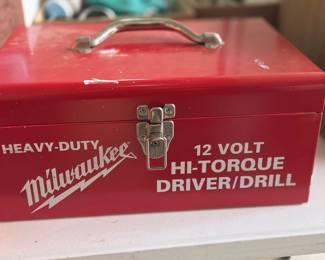 HEAVY-DUTY
Milwaukee
12 VOLT
HI-TORQUE
DRIVER/DRILL